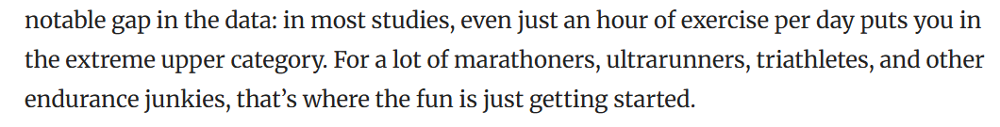 notable gap in the data: in most studies, even just an hour of exercise per day puts you in
the extreme upper category. For a lot of marathoners, ultrarunners, triathletes, and other
endurance junkies, that’s where the fun is just getting started.